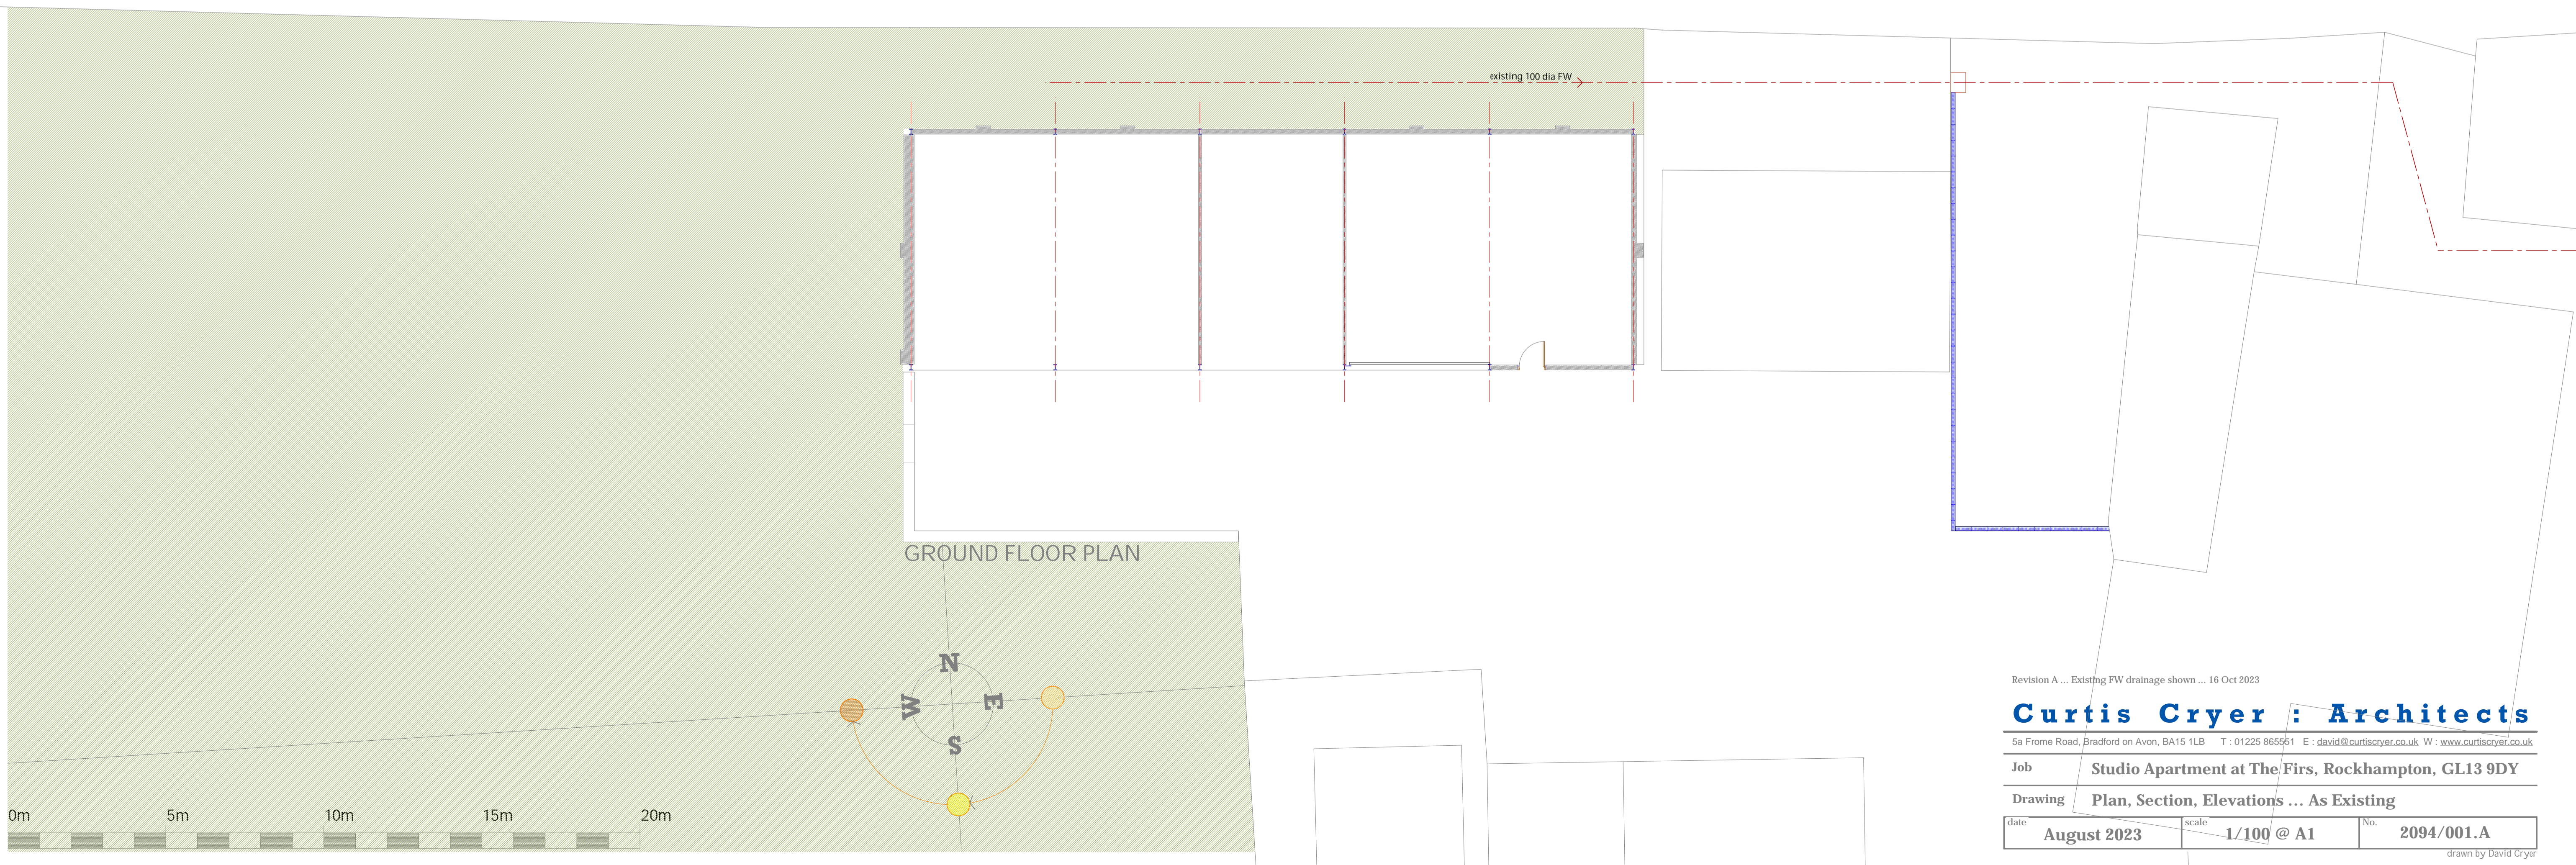 existing 100 dia FW
GROUND FLOOR PLAN
N
W E
S
0m 5m 10m 15m 20m
Revision A ... Existing FW drainage shown ... 16 Oct 2023
Curtis Cryer : Architects
5a Frome Road, Bradford on Avon, BA15 1LB T : 01225 865551 E : david@curtiscryer.co.uk W : www.curtiscryer.co.uk
Job Studio Apartment at The Firs, Rockhampton, GL13 9DY
Drawing Plan, Section, Elevations ... As Existing
date August 2023 scale 1/100 @ A1 No. 2094/001.A
drawn by David Cryer